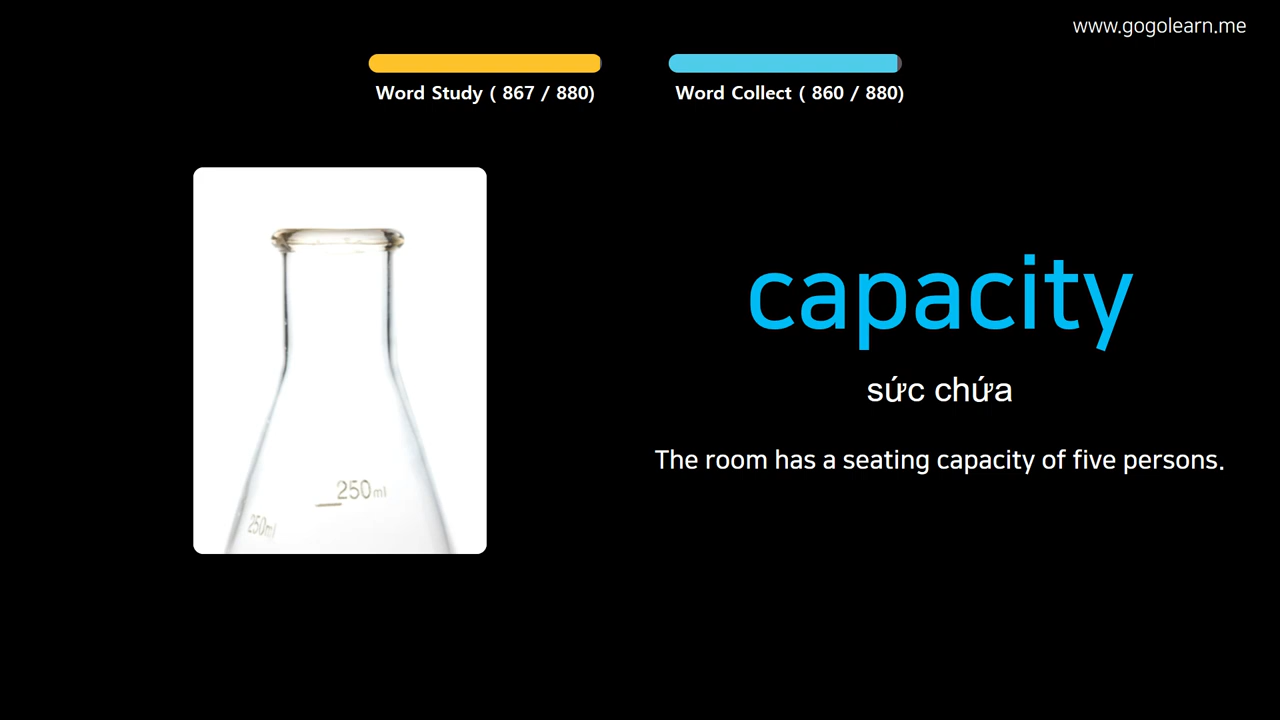 www.gogolearn.me
Word Study ( 867 / 880)
Word Collect ( 860 / 880)
capacity
sức chứa
The room has a seating capacity of five persons.
250ml
250ml